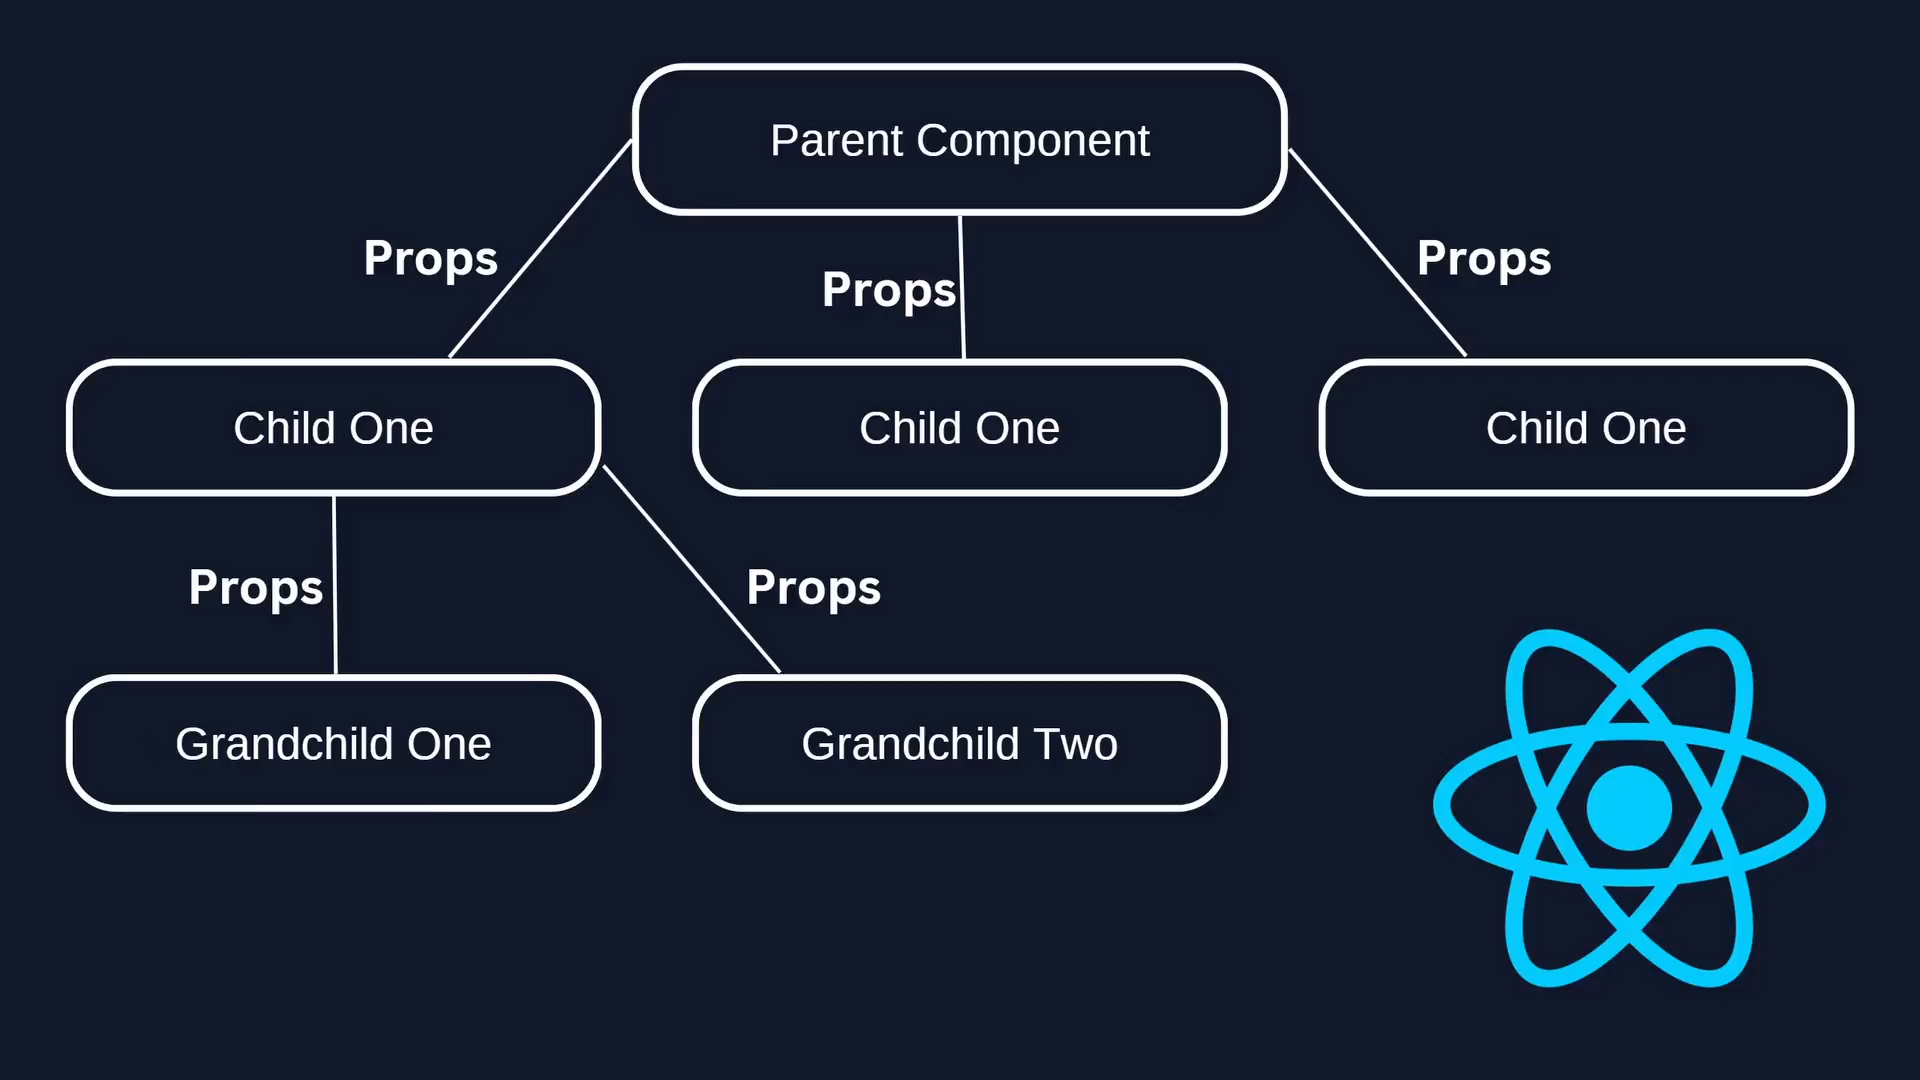 Parent Component
Props
Props
Props
Child One
Child One
Child One
Props
Props
Grandchild One
Grandchild Two